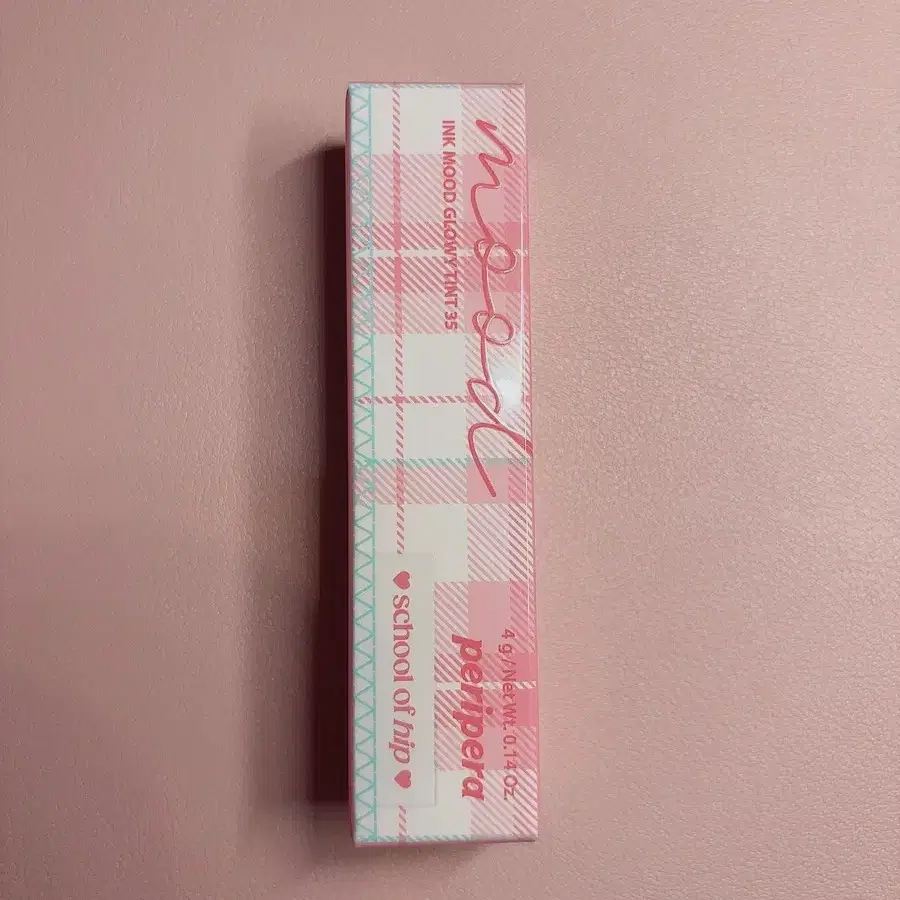 mood
INK MOOD GLOWY TINT 35
4 g / Net Wt. 0.14 Oz.
peripera
♥ school of hip ♥